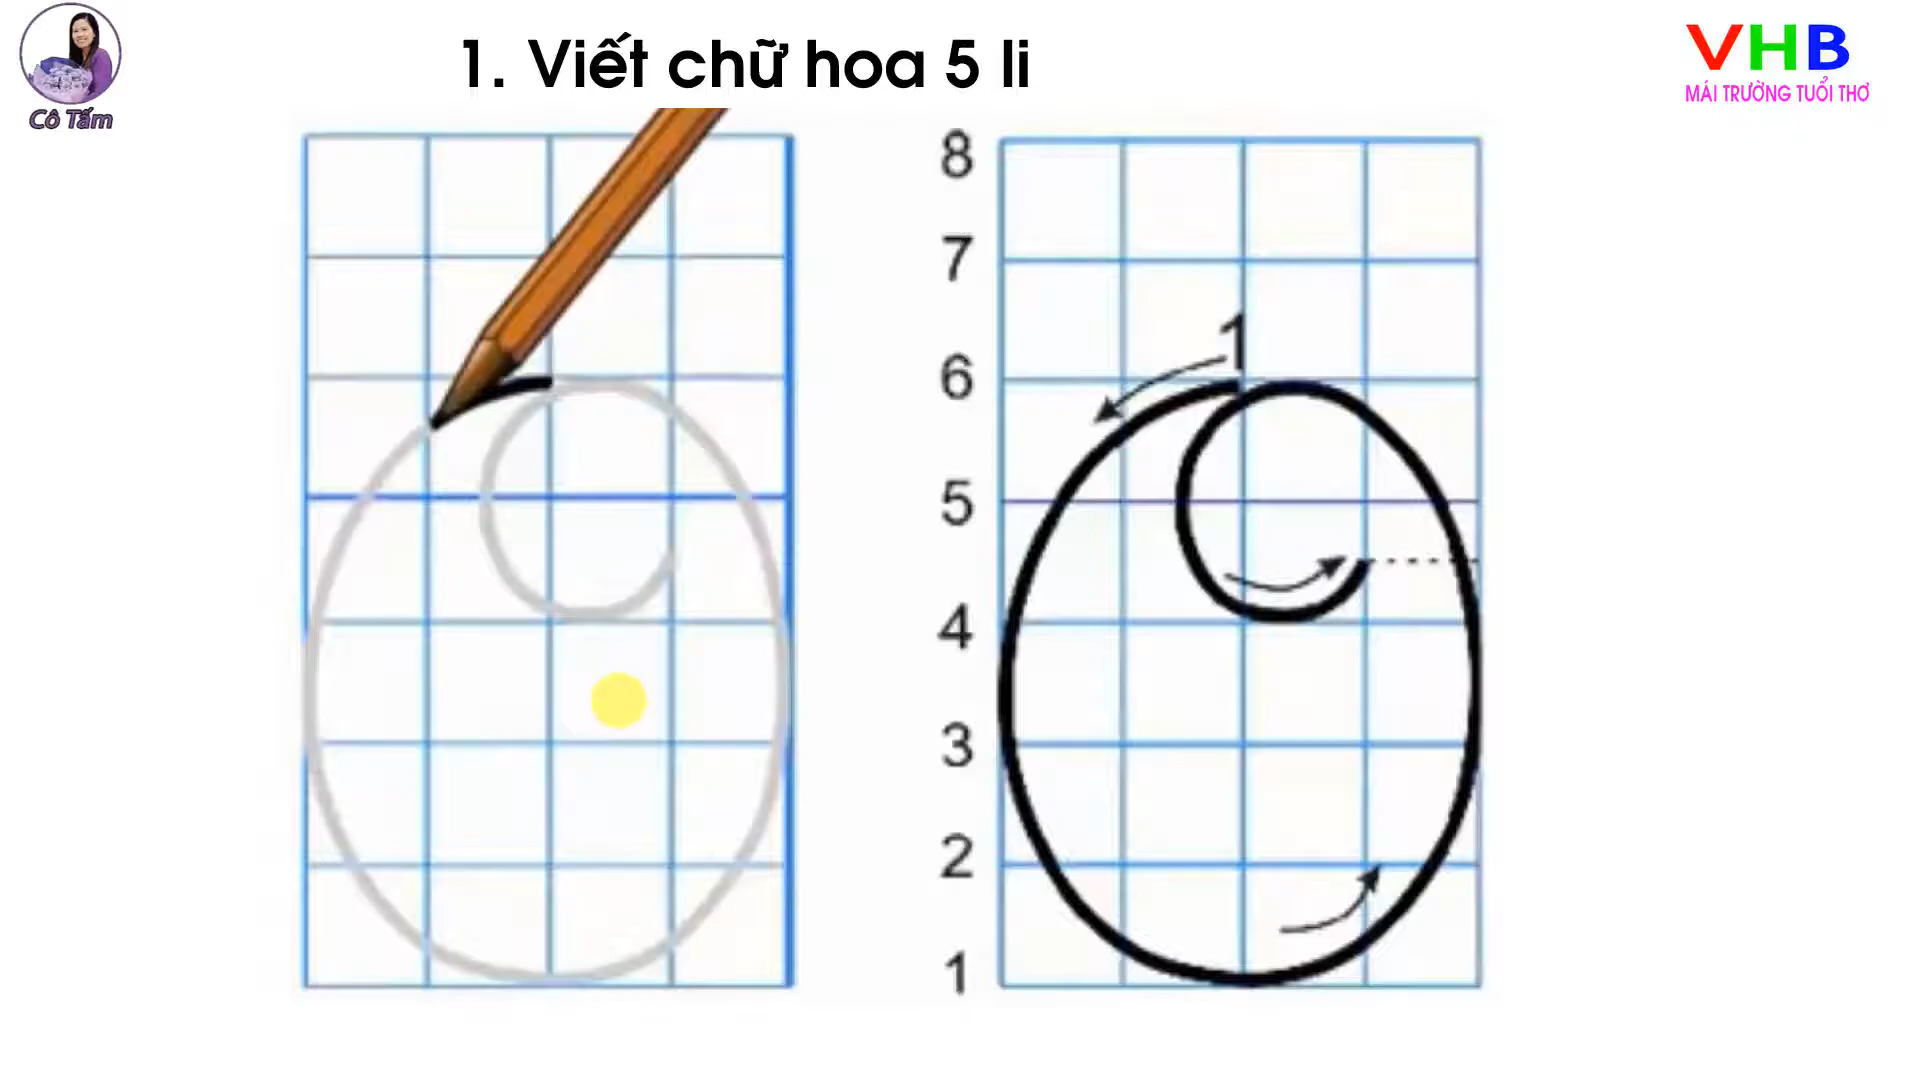 1. Viết chữ hoa 5 li
Cô Tấm
VHB
MÁI TRƯỜNG TUỔI THƠ
8
7
1
6
5
4
3
2
1